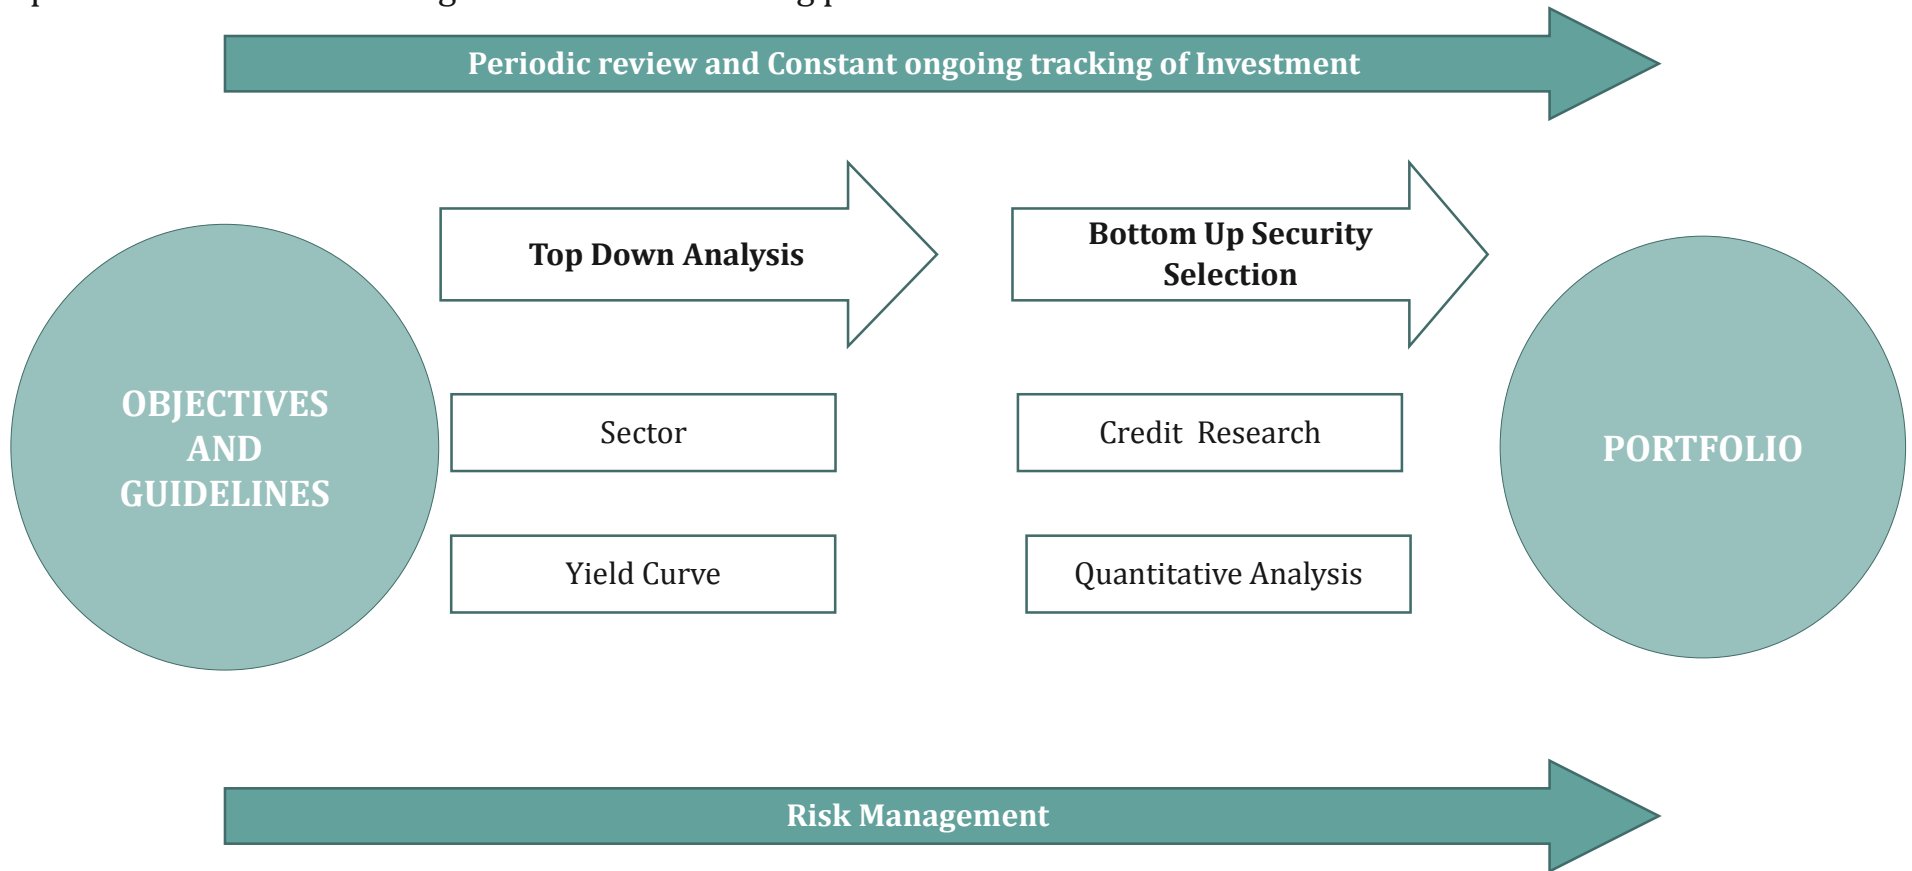 Periodic review and Constant ongoing tracking of Investment
Top Down Analysis
Bottom Up Security
Selection
OBJECTIVES
AND
GUIDELINES
Sector
Credit  Research
PORTFOLIO
Yield Curve
Quantitative Analysis
Risk Management